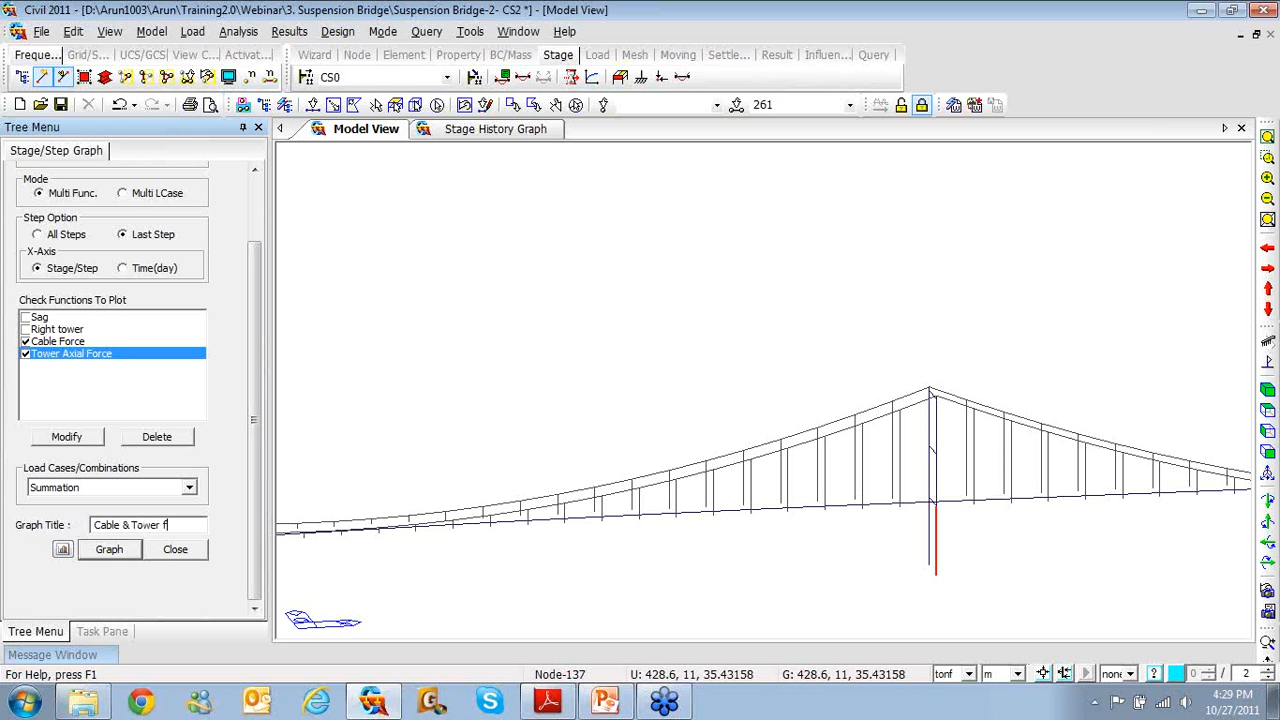 Civil 2011 - [D:\Arun1003\Arun\Training2.0\Webinar\3. Suspension Bridge\Suspension Bridge-2- CS2 *] - [Model View]
File Edit View Model Load Analysis Results Design Mode Query Tools Window Help
Freque... Grid/S... UCS/GCS View C... Activat... Wizard Node Element Property BC/Mass Stage Load Mesh Moving Settle... Result Influen... Query
CS0
261
Tree Menu
Model View Stage History Graph
Stage/Step Graph
Mode
Multi Func. Multi LCase
Step Option
All Steps Last Step
X-Axis
Stage/Step Time(day)
Check Functions To Plot
Sag
Right tower
Cable Force
Tower Axial Force
Modify Delete
Load Cases/Combinations
Summation
Graph Title : Cable & Tower f
Graph Close
Tree Menu Task Pane
Message Window
For Help, press F1 Node-137 U: 428.6, 11, 35.43158 G: 428.6, 11, 35.43158 tonf m none ? 0 / 2
4:29 PM
10/27/2011